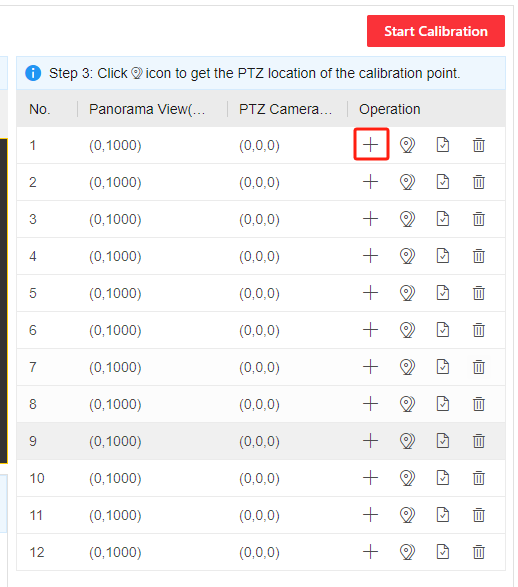 Start Calibration
Step 3: Click icon to get the PTZ location of the calibration point.
No. Panorama View(... PTZ Camera... Operation
1 (0,1000) (0,0,0)
2 (0,1000) (0,0,0)
3 (0,1000) (0,0,0)
4 (0,1000) (0,0,0)
5 (0,1000) (0,0,0)
6 (0,1000) (0,0,0)
7 (0,1000) (0,0,0)
8 (0,1000) (0,0,0)
9 (0,1000) (0,0,0)
10 (0,1000) (0,0,0)
11 (0,1000) (0,0,0)
12 (0,1000) (0,0,0)